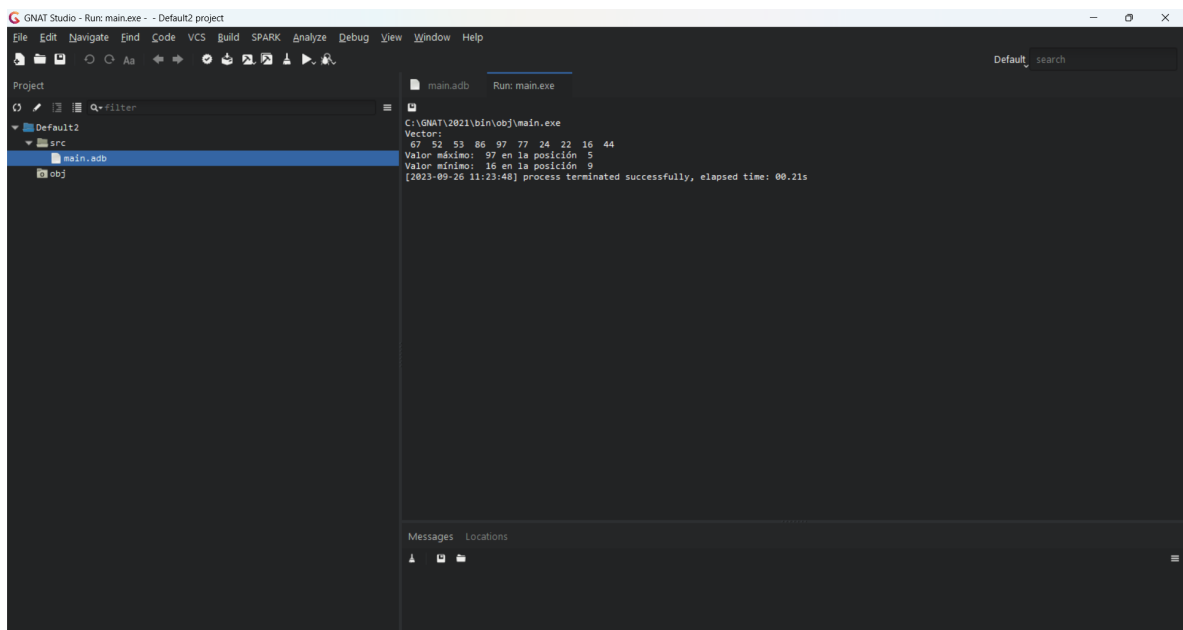 GNAT Studio - Run: main.exe - - Default2 project
File Edit Navigate Find Code VCS Build SPARK Analyze Debug View Window Help
Aa
Default search
Project
main.adb Run: main.exe
filter
Default2
src
main.adb
obj
C:\GNAT\2021\bin\obj\main.exe
Vector:
67 52 53 86 97 77 24 22 16 44
Valor máximo: 97 en la posición 5
Valor mínimo: 16 en la posición 9
[2023-09-26 11:23:48] process terminated successfully, elapsed time: 00.21s
Messages Locations